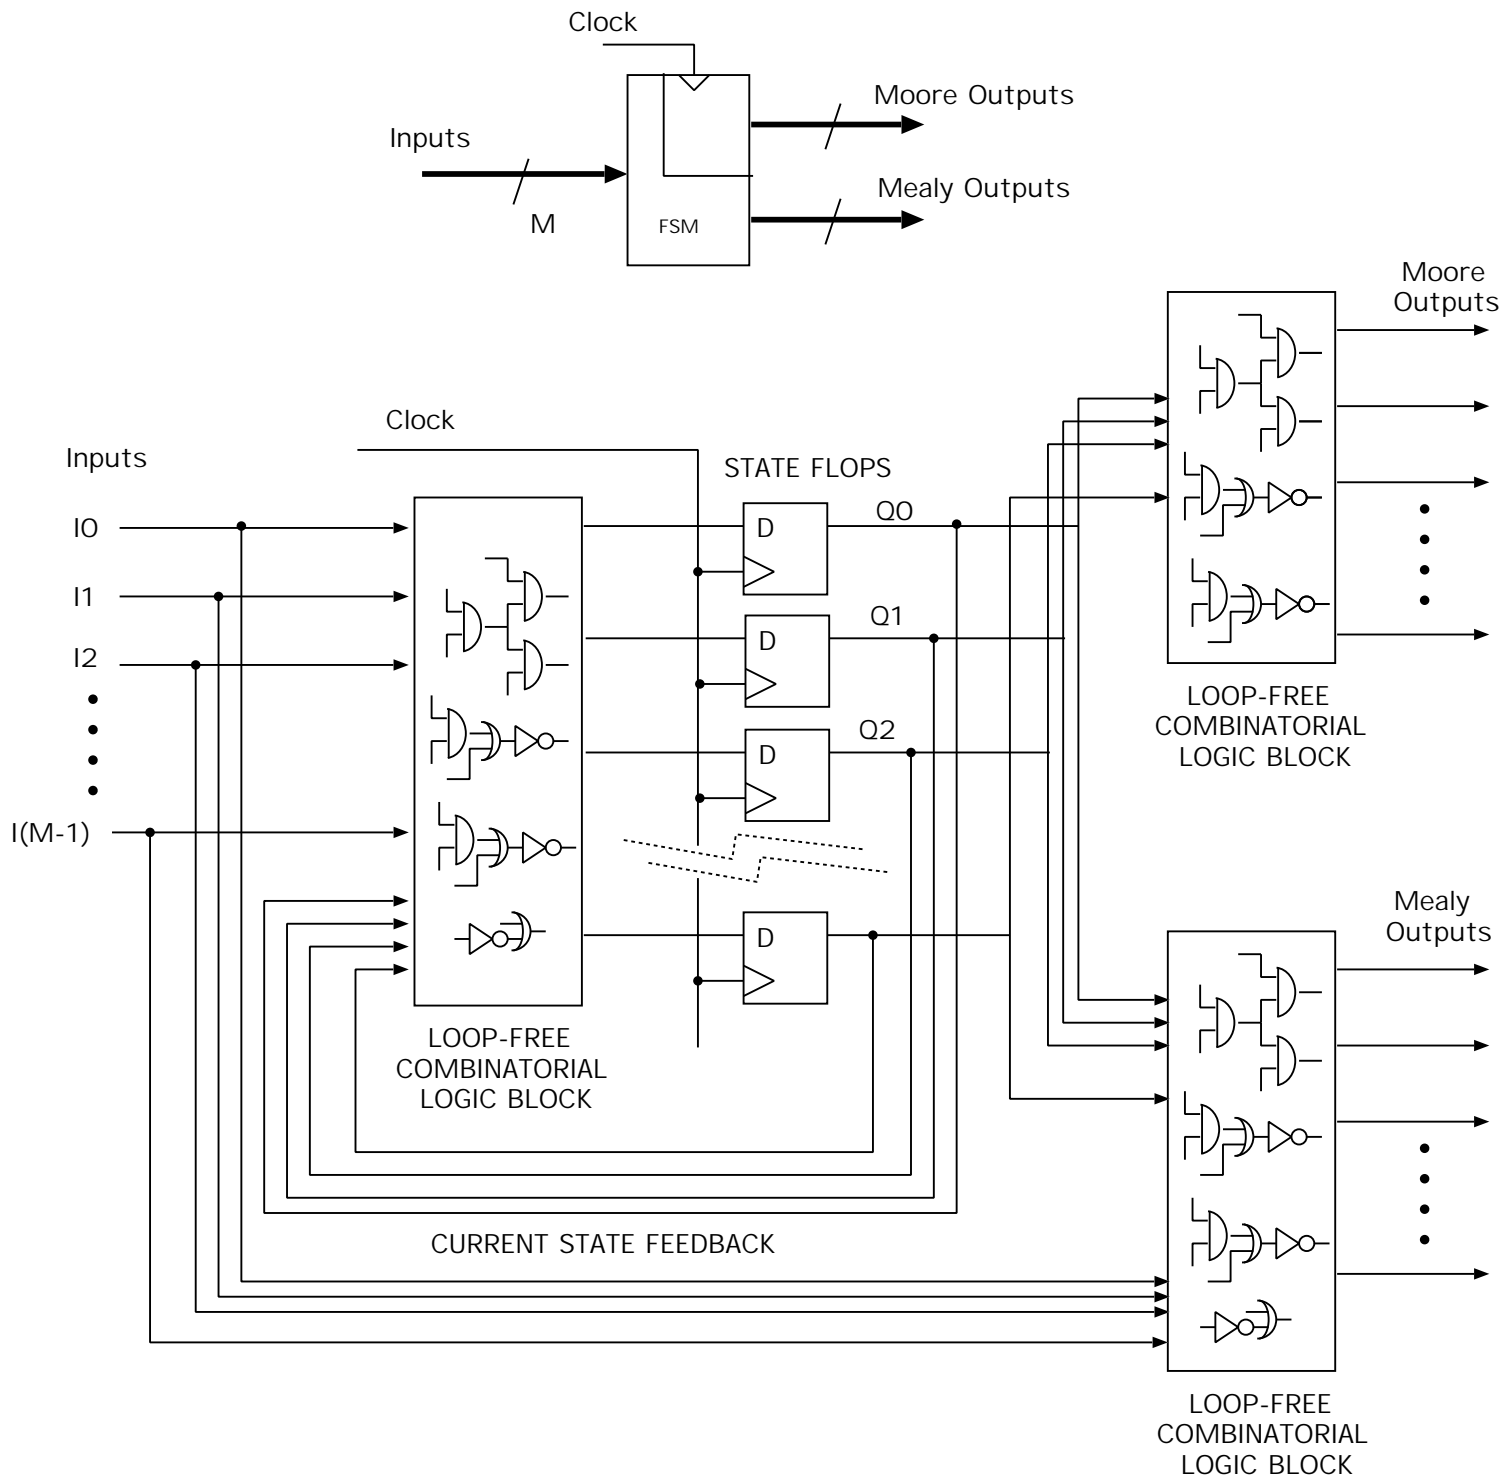 Clock
Moore Outputs
Inputs
Mealy Outputs
M
FSM
Moore
Outputs
Clock
Inputs
STATE FLOPS
I0
D
Q0
I1
D
Q1
I2
D
Q2
LOOP-FREE
COMBINATORIAL
LOGIC BLOCK
I(M-1)
D
Mealy
Outputs
LOOP-FREE
COMBINATORIAL
LOGIC BLOCK
CURRENT STATE FEEDBACK
LOOP-FREE
COMBINATORIAL
LOGIC BLOCK